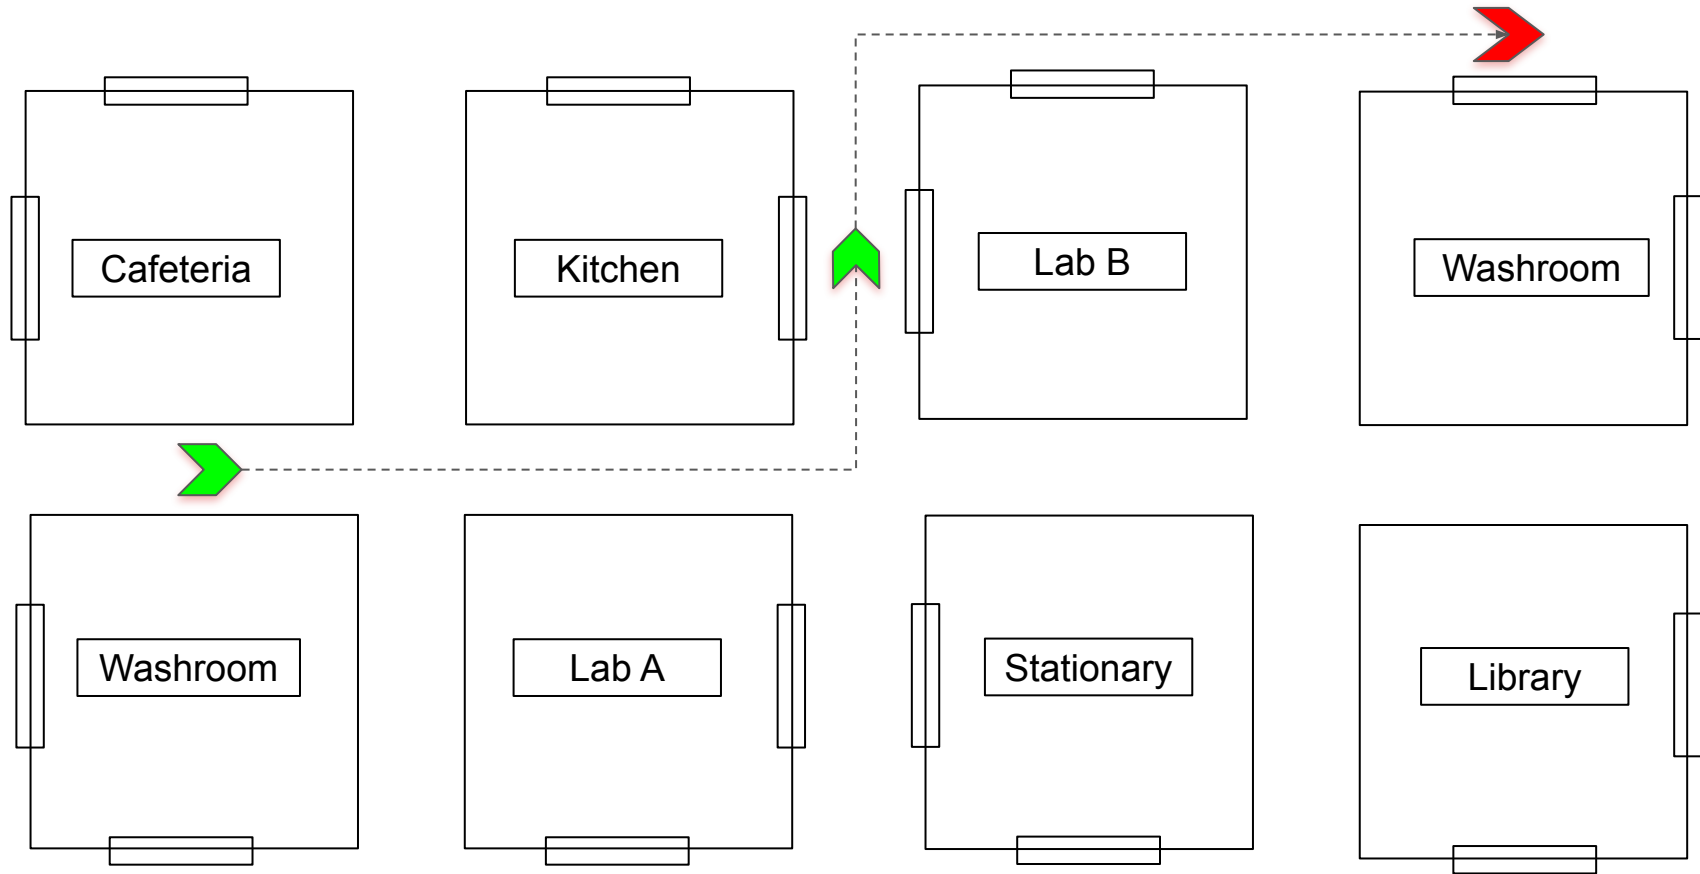 Cafeteria
Kitchen
Lab B
Washroom
Washroom
Lab A
Stationary
Library